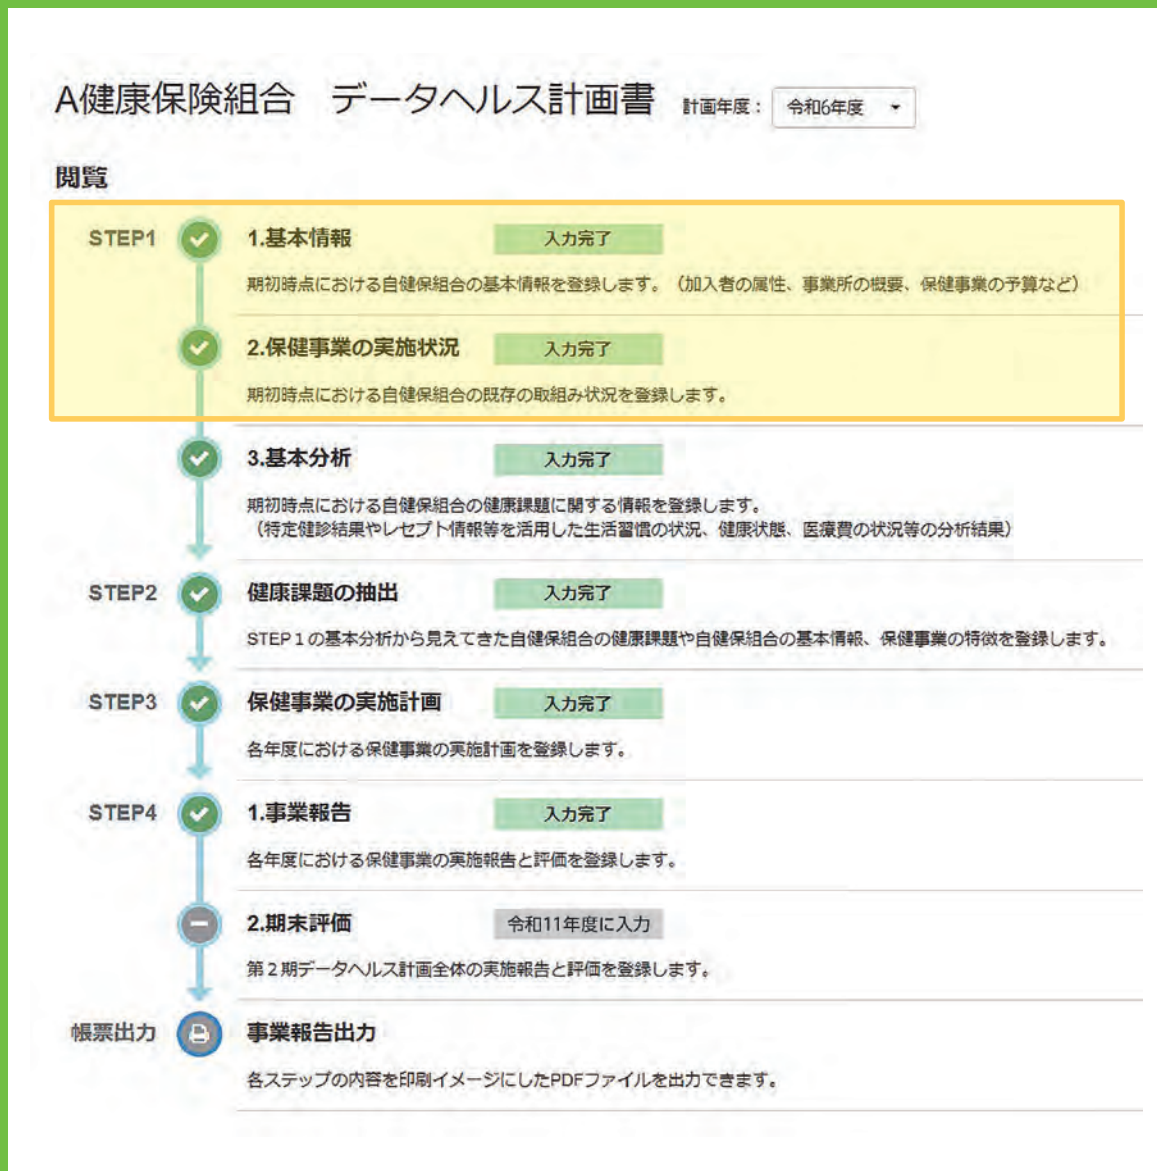 A健康保険組合　データヘルス計画書 計画年度： 令和6年度
閲覧
STEP1 1.基本情報 入力完了
期初時点における自健保組合の基本情報を登録します。（加入者の属性、事業所の概要、保健事業の予算など）
2.保健事業の実施状況 入力完了
期初時点における自健保組合の既存の取組み状況を登録します。
3.基本分析 入力完了
期初時点における自健保組合の健康課題に関する情報を登録します。
（特定健診結果やレセプト情報等を活用した生活習慣の状況、健康状態、医療費の状況等の分析結果）
STEP2 健康課題の抽出 入力完了
STEP１の基本分析から見えてきた自健保組合の健康課題や自健保組合の基本情報、保健事業の特徴を登録します。
STEP3 保健事業の実施計画 入力完了
各年度における保健事業の実施計画を登録します。
STEP4 1.事業報告 入力完了
各年度における保健事業の実施報告と評価を登録します。
2.期末評価 令和11年度に入力
第２期データヘルス計画全体の実施報告と評価を登録します。
帳票出力 事業報告出力
各ステップの内容を印刷イメージにしたPDFファイルを出力できます。